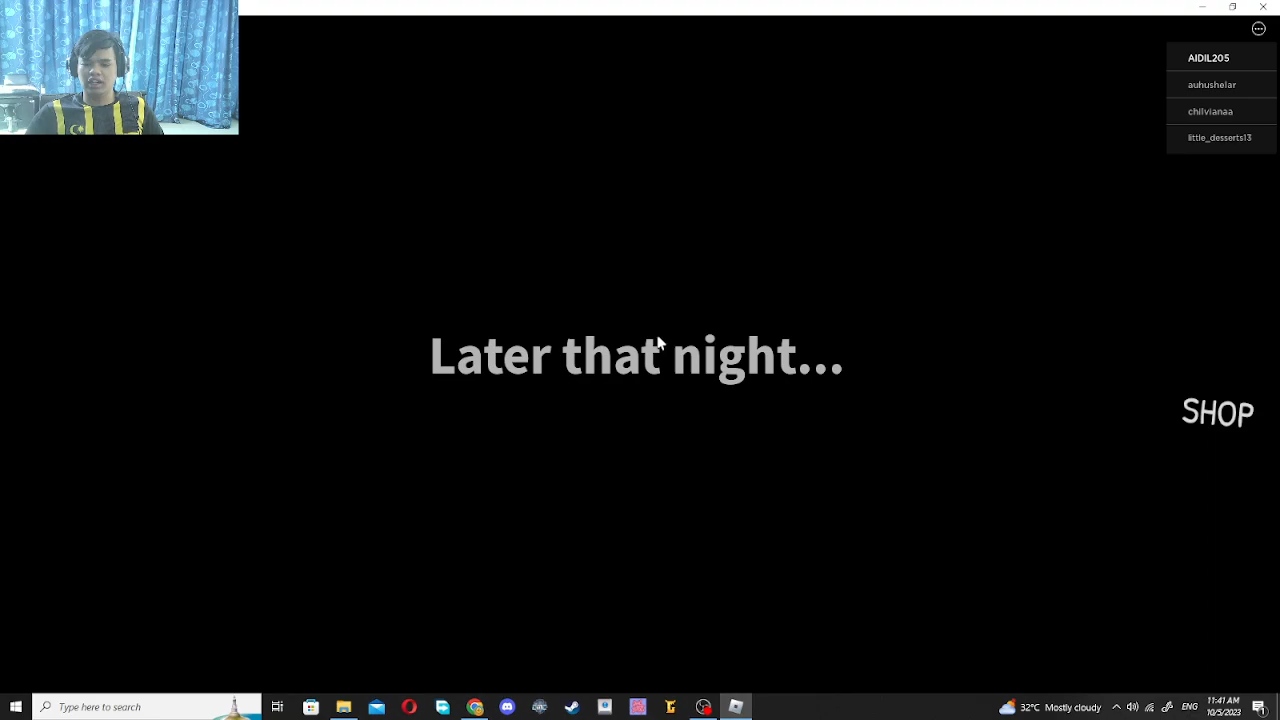 AIDIL205
auhushelar
chilvianaa
little_desserts13
Later that night...
SHOP
Type here to search
32°C Mostly cloudy
ENG
11:41 AM
10/5/2023